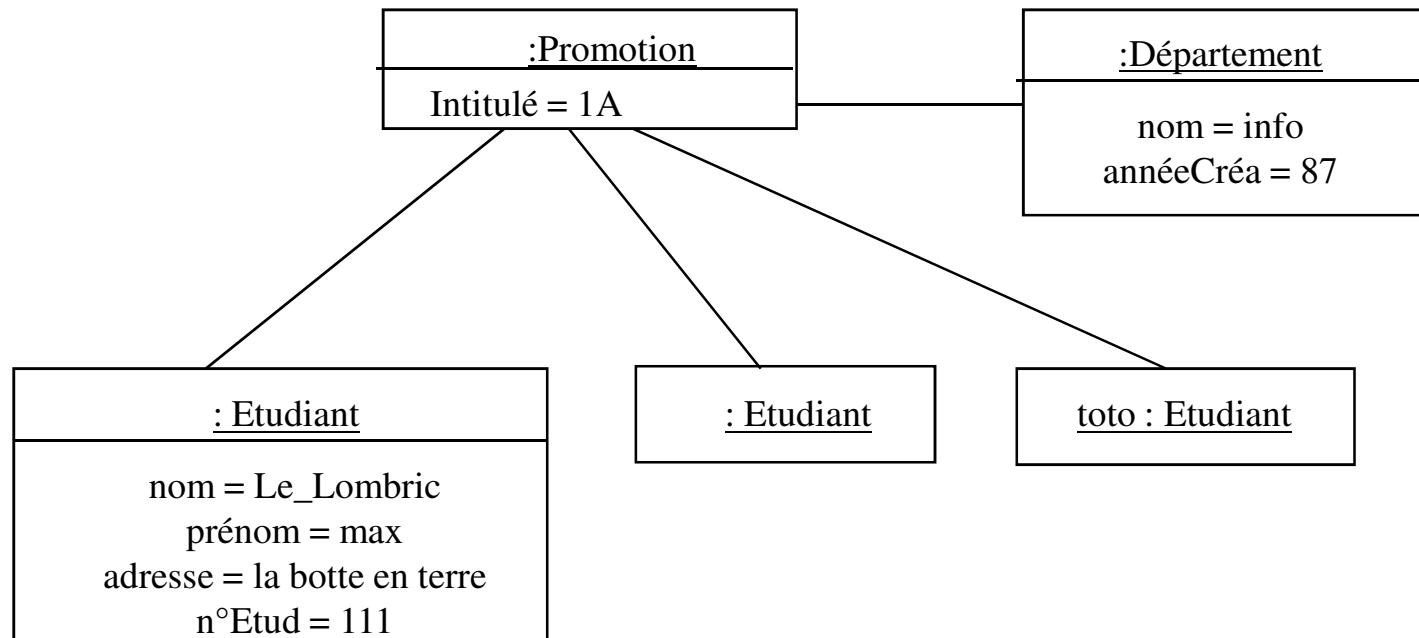 :Promotion
Intitulé = 1A
:Département
nom = info
annéeCréa = 87
: Etudiant
nom = Le_Lombric
prénom = max
adresse = la botte en terre
n°Etud = 111
: Etudiant
toto : Etudiant